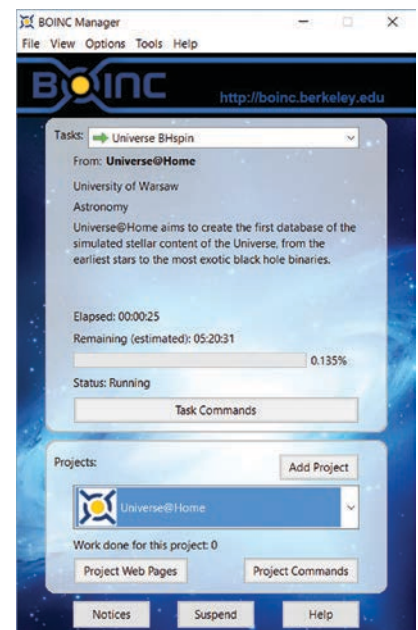 BOINC Manager
File View Options Tools Help
BOINC
http://boinc.berkeley.edu
Tasks: Universe BHspin
From: Universe@Home
University of Warsaw
Astronomy
Universe@Home aims to create the first database of the
simulated stellar content of the Universe, from the
earliest stars to the most exotic black hole binaries.
Elapsed: 00:00:25
Remaining (estimated): 05:20:31
0.135%
Status: Running
Task Commands
Projects:
Add Project
Universe@Home
Work done for this project: 0
Project Web Pages Project Commands
Notices Suspend Help